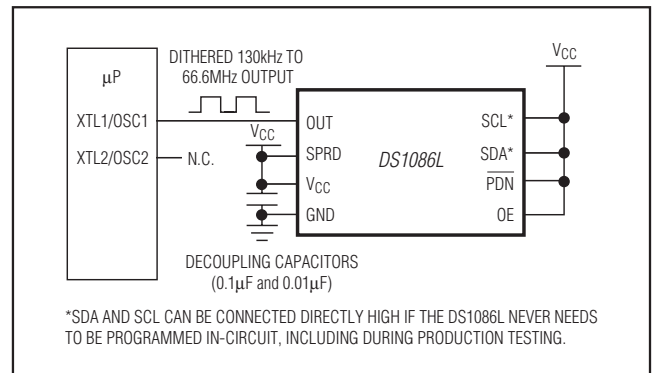 DITHERED 130kHz TO
66.6MHz OUTPUT
VCC
μP
XTL1/OSC1
OUT
SCL*
VCC
XTL2/OSC2
N.C.
SPRD
DS1086L
SDA*
VCC
PDN
GND
OE
DECOUPLING CAPACITORS
(0.1μF and 0.01μF)
*SDA AND SCL CAN BE CONNECTED DIRECTLY HIGH IF THE DS1086L NEVER NEEDS
TO BE PROGRAMMED IN-CIRCUIT, INCLUDING DURING PRODUCTION TESTING.